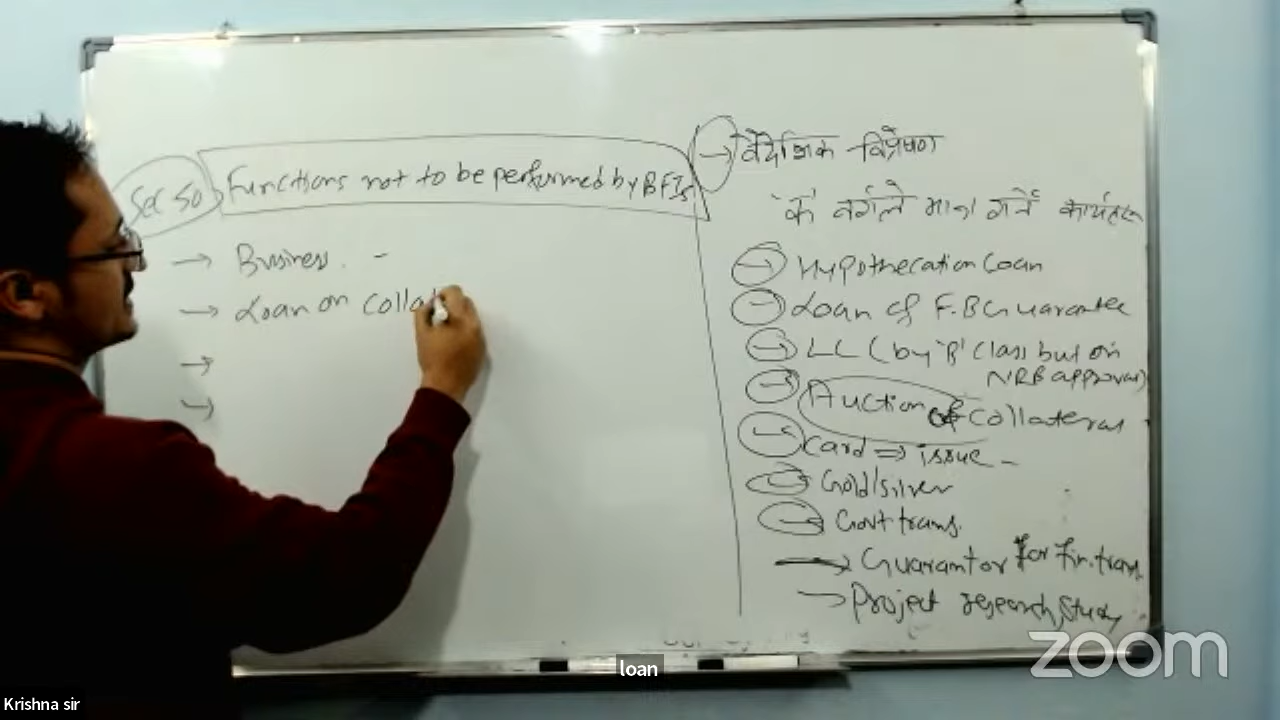 Sec 50 Functions not to be performed by BFIs
→ Business. -
→ Loan on colla
→
→
→ वैदेशिक विप्रेषण
'क' वर्गले मात्र गर्ने कार्यहरू
→ Hypothecation Loan
→ Loan of F.B Guarantee
→ LC (by 'B' class but on
NRB approval)
→ Auction of collateral
→ Card ⇒ issue -
→ Gold/silver
→ Govt trans.
→ Guarantor for fin. trans
→ Project research, study
zoom
loan
Krishna sir